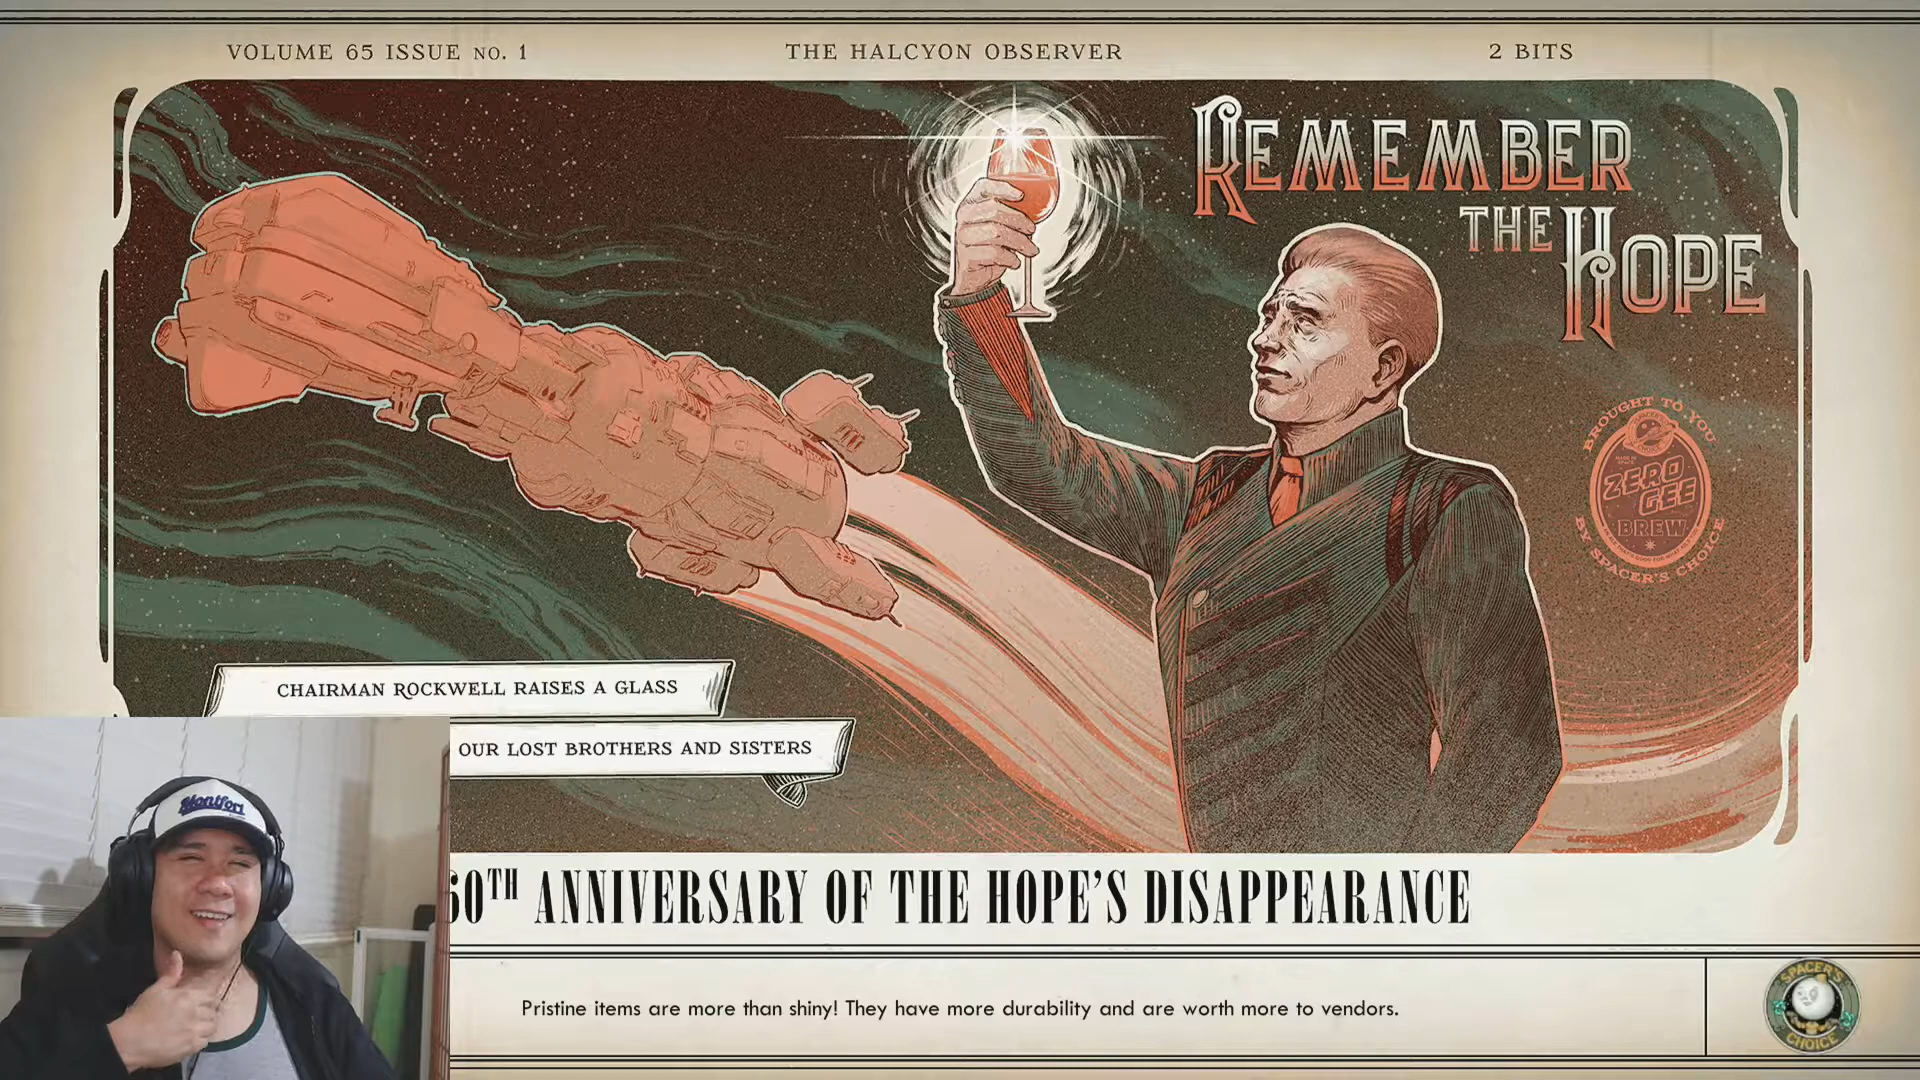 VOLUME 65 ISSUE NO. 1
THE HALCYON OBSERVER
2 BITS
REMEMBER
THE HOPE
BROUGHT TO YOU
ZERO
GEE
BREW
BY SPACER'S CHOICE
CHAIRMAN ROCKWELL RAISES A GLASS
OUR LOST BROTHERS AND SISTERS
60TH ANNIVERSARY OF THE HOPE'S DISAPPEARANCE
Pristine items are more than shiny! They have more durability and are worth more to vendors.
SPACER'S
CHOICE